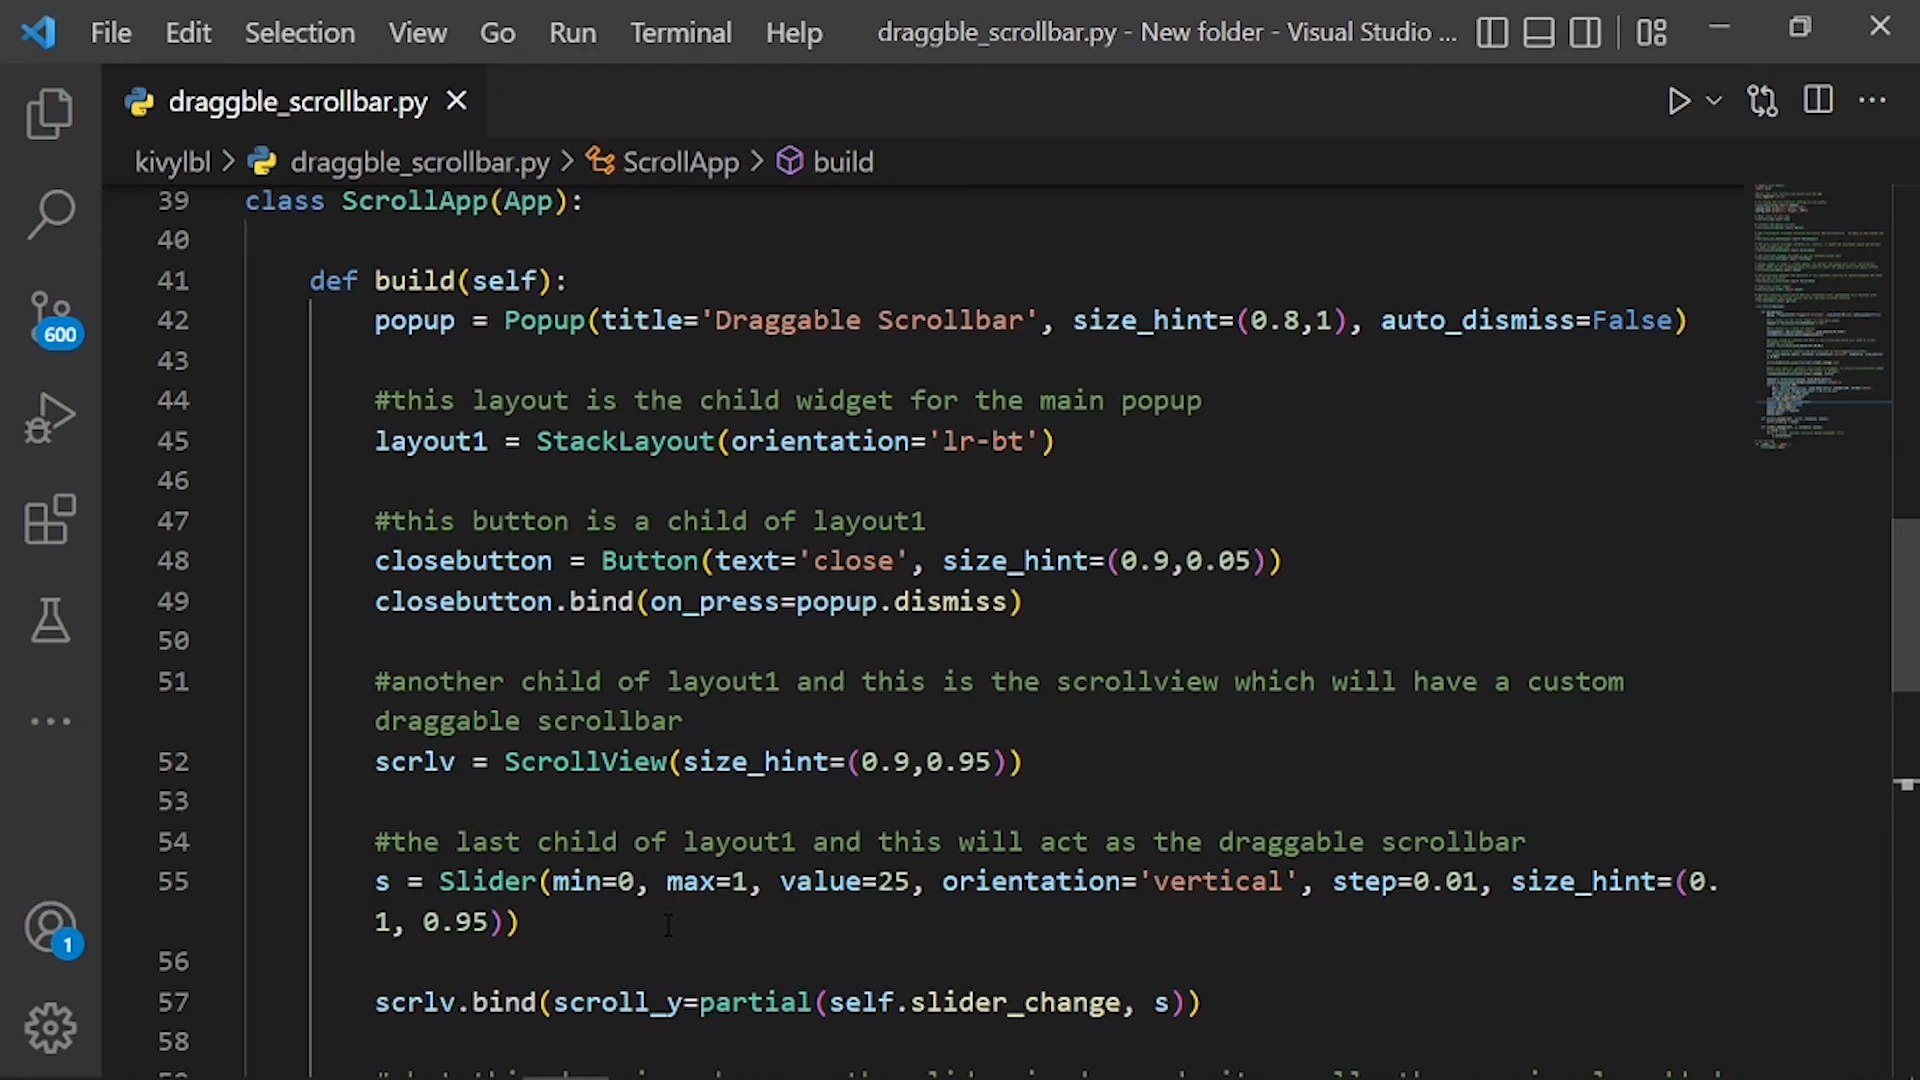 File Edit Selection View Go Run Terminal Help draggble_scrollbar.py - New folder - Visual Studio ...
draggble_scrollbar.py
kivylbl > draggble_scrollbar.py > ScrollApp > build
39 class ScrollApp(App):
40
41 def build(self):
42 popup = Popup(title='Draggable Scrollbar', size_hint=(0.8,1), auto_dismiss=False)
43
44 #this layout is the child widget for the main popup
45 layout1 = StackLayout(orientation='lr-bt')
46
47 #this button is a child of layout1
48 closebutton = Button(text='close', size_hint=(0.9,0.05))
49 closebutton.bind(on_press=popup.dismiss)
50
51 #another child of layout1 and this is the scrollview which will have a custom
draggable scrollbar
52 scrlv = ScrollView(size_hint=(0.9,0.95))
53
54 #the last child of layout1 and this will act as the draggable scrollbar
55 s = Slider(min=0, max=1, value=25, orientation='vertical', step=0.01, size_hint=(0.
1, 0.95))
56
57 scrlv.bind(scroll_y=partial(self.slider_change, s))
58
600
1